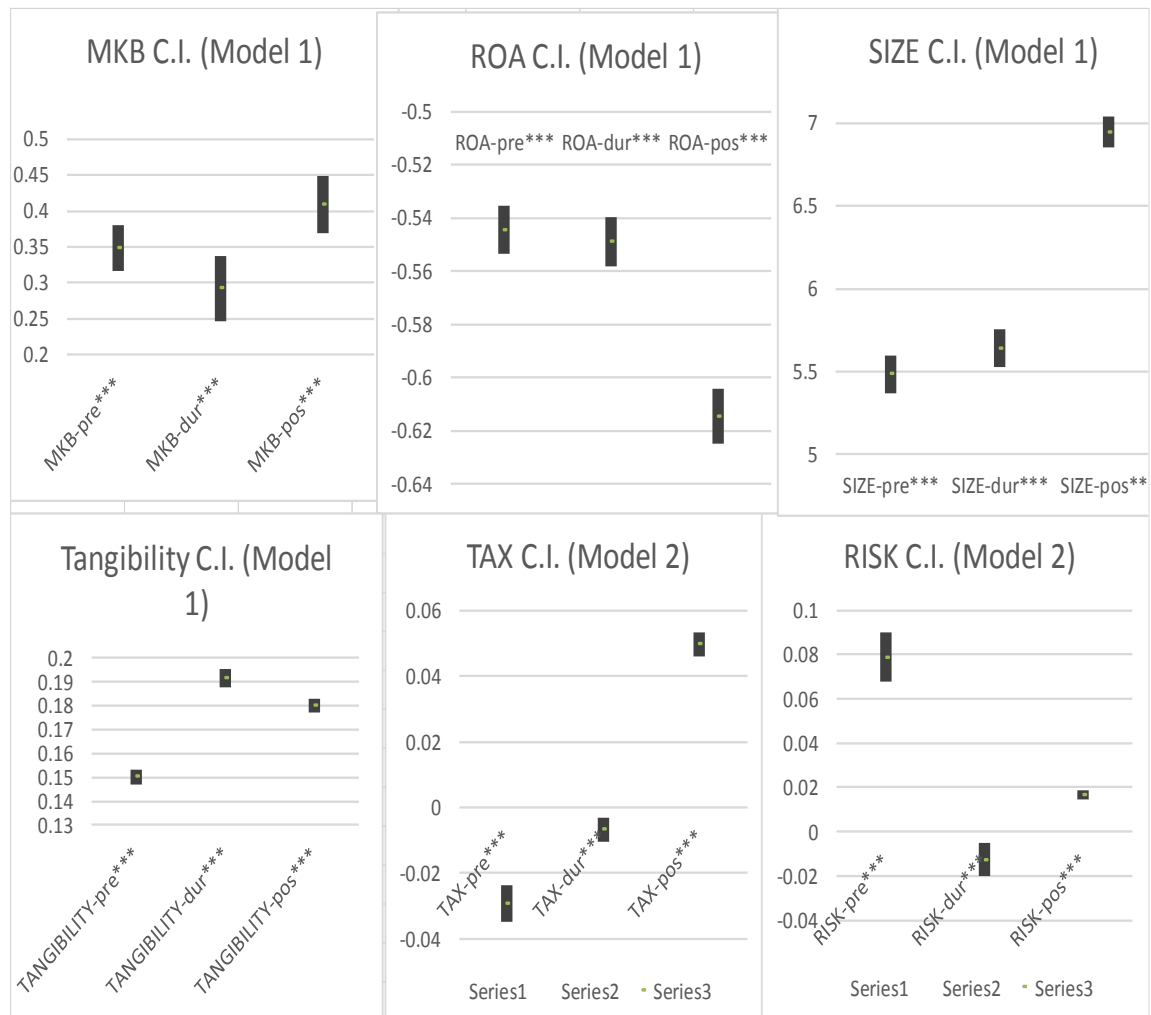 MKB C.I. (Model 1)
0.5
0.45
0.4
0.35
0.3
0.25
0.2
MKB-pre***
MKB-dur***
MKB-pos***
ROA C.I. (Model 1)
-0.5
ROA-pre*** ROA-dur*** ROA-pos***
-0.52
-0.54
-0.56
-0.58
-0.6
-0.62
-0.64
SIZE C.I. (Model 1)
7
6.5
6
5.5
5
SIZE-pre*** SIZE-dur*** SIZE-pos**
Tangibility C.I. (Model
1)
0.2
0.19
0.18
0.17
0.16
0.15
0.14
0.13
TANGIBILITY-pre***
TANGIBILITY-dur***
TANGIBILITY-pos***
TAX C.I. (Model 2)
0.06
0.04
0.02
0
-0.02
-0.04
TAX-pre***
TAX-dur***
TAX-pos***
Series1 Series2 Series3
RISK C.I. (Model 2)
0.1
0.08
0.06
0.04
0.02
0
-0.02
-0.04
RISK-pre***
RISK-dur***
RISK-pos***
Series1 Series2 Series3